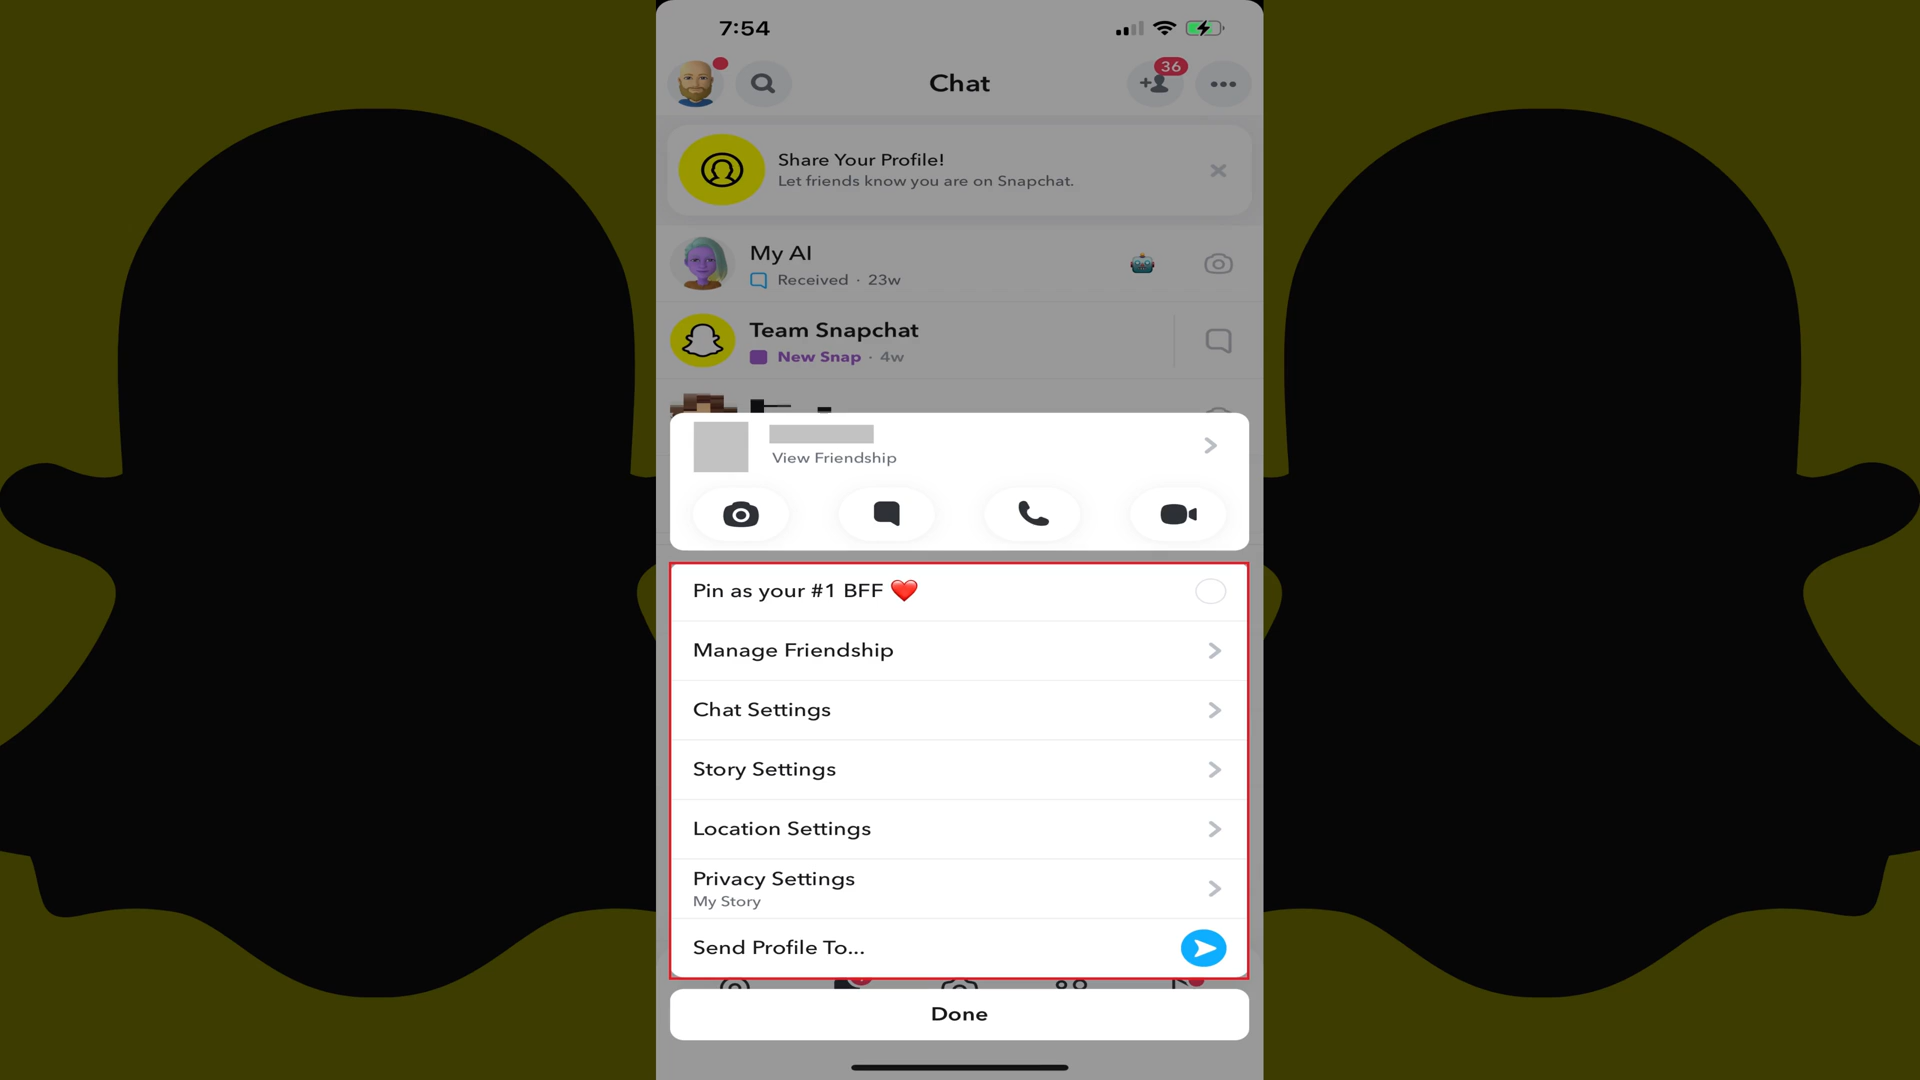 7:54
Chat
36
Share Your Profile!
Let friends know you are on Snapchat.
My AI
Received · 23w
Team Snapchat
New Snap · 4w
View Friendship
Pin as your #1 BFF ❤️
Manage Friendship
Chat Settings
Story Settings
Location Settings
Privacy Settings
My Story
Send Profile To...
Done